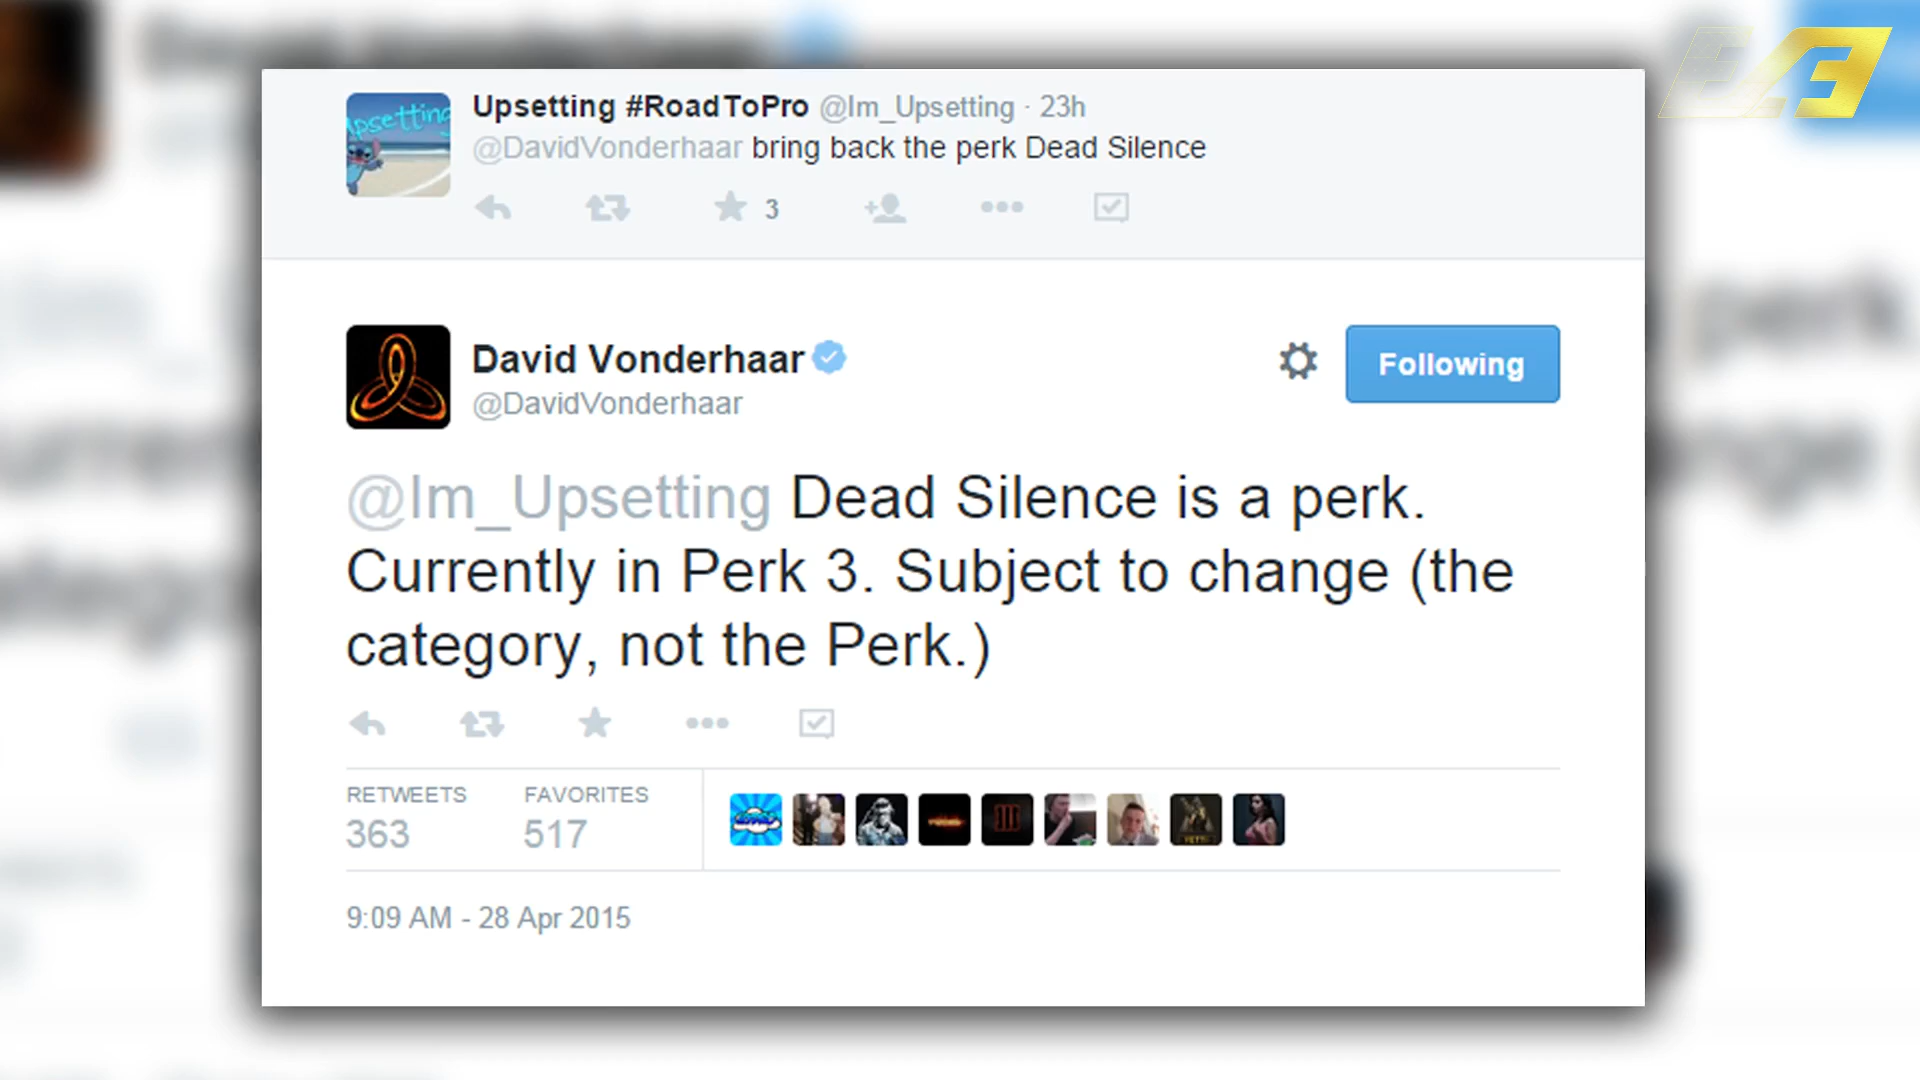 Upsetting #RoadToPro @Im_Upsetting · 23h
@DavidVonderhaar bring back the perk Dead Silence
3
David Vonderhaar
@DavidVonderhaar
Following
@Im_Upsetting Dead Silence is a perk.
Currently in Perk 3. Subject to change (the
category, not the Perk.)
RETWEETS FAVORITES
363 517
9:09 AM - 28 Apr 2015